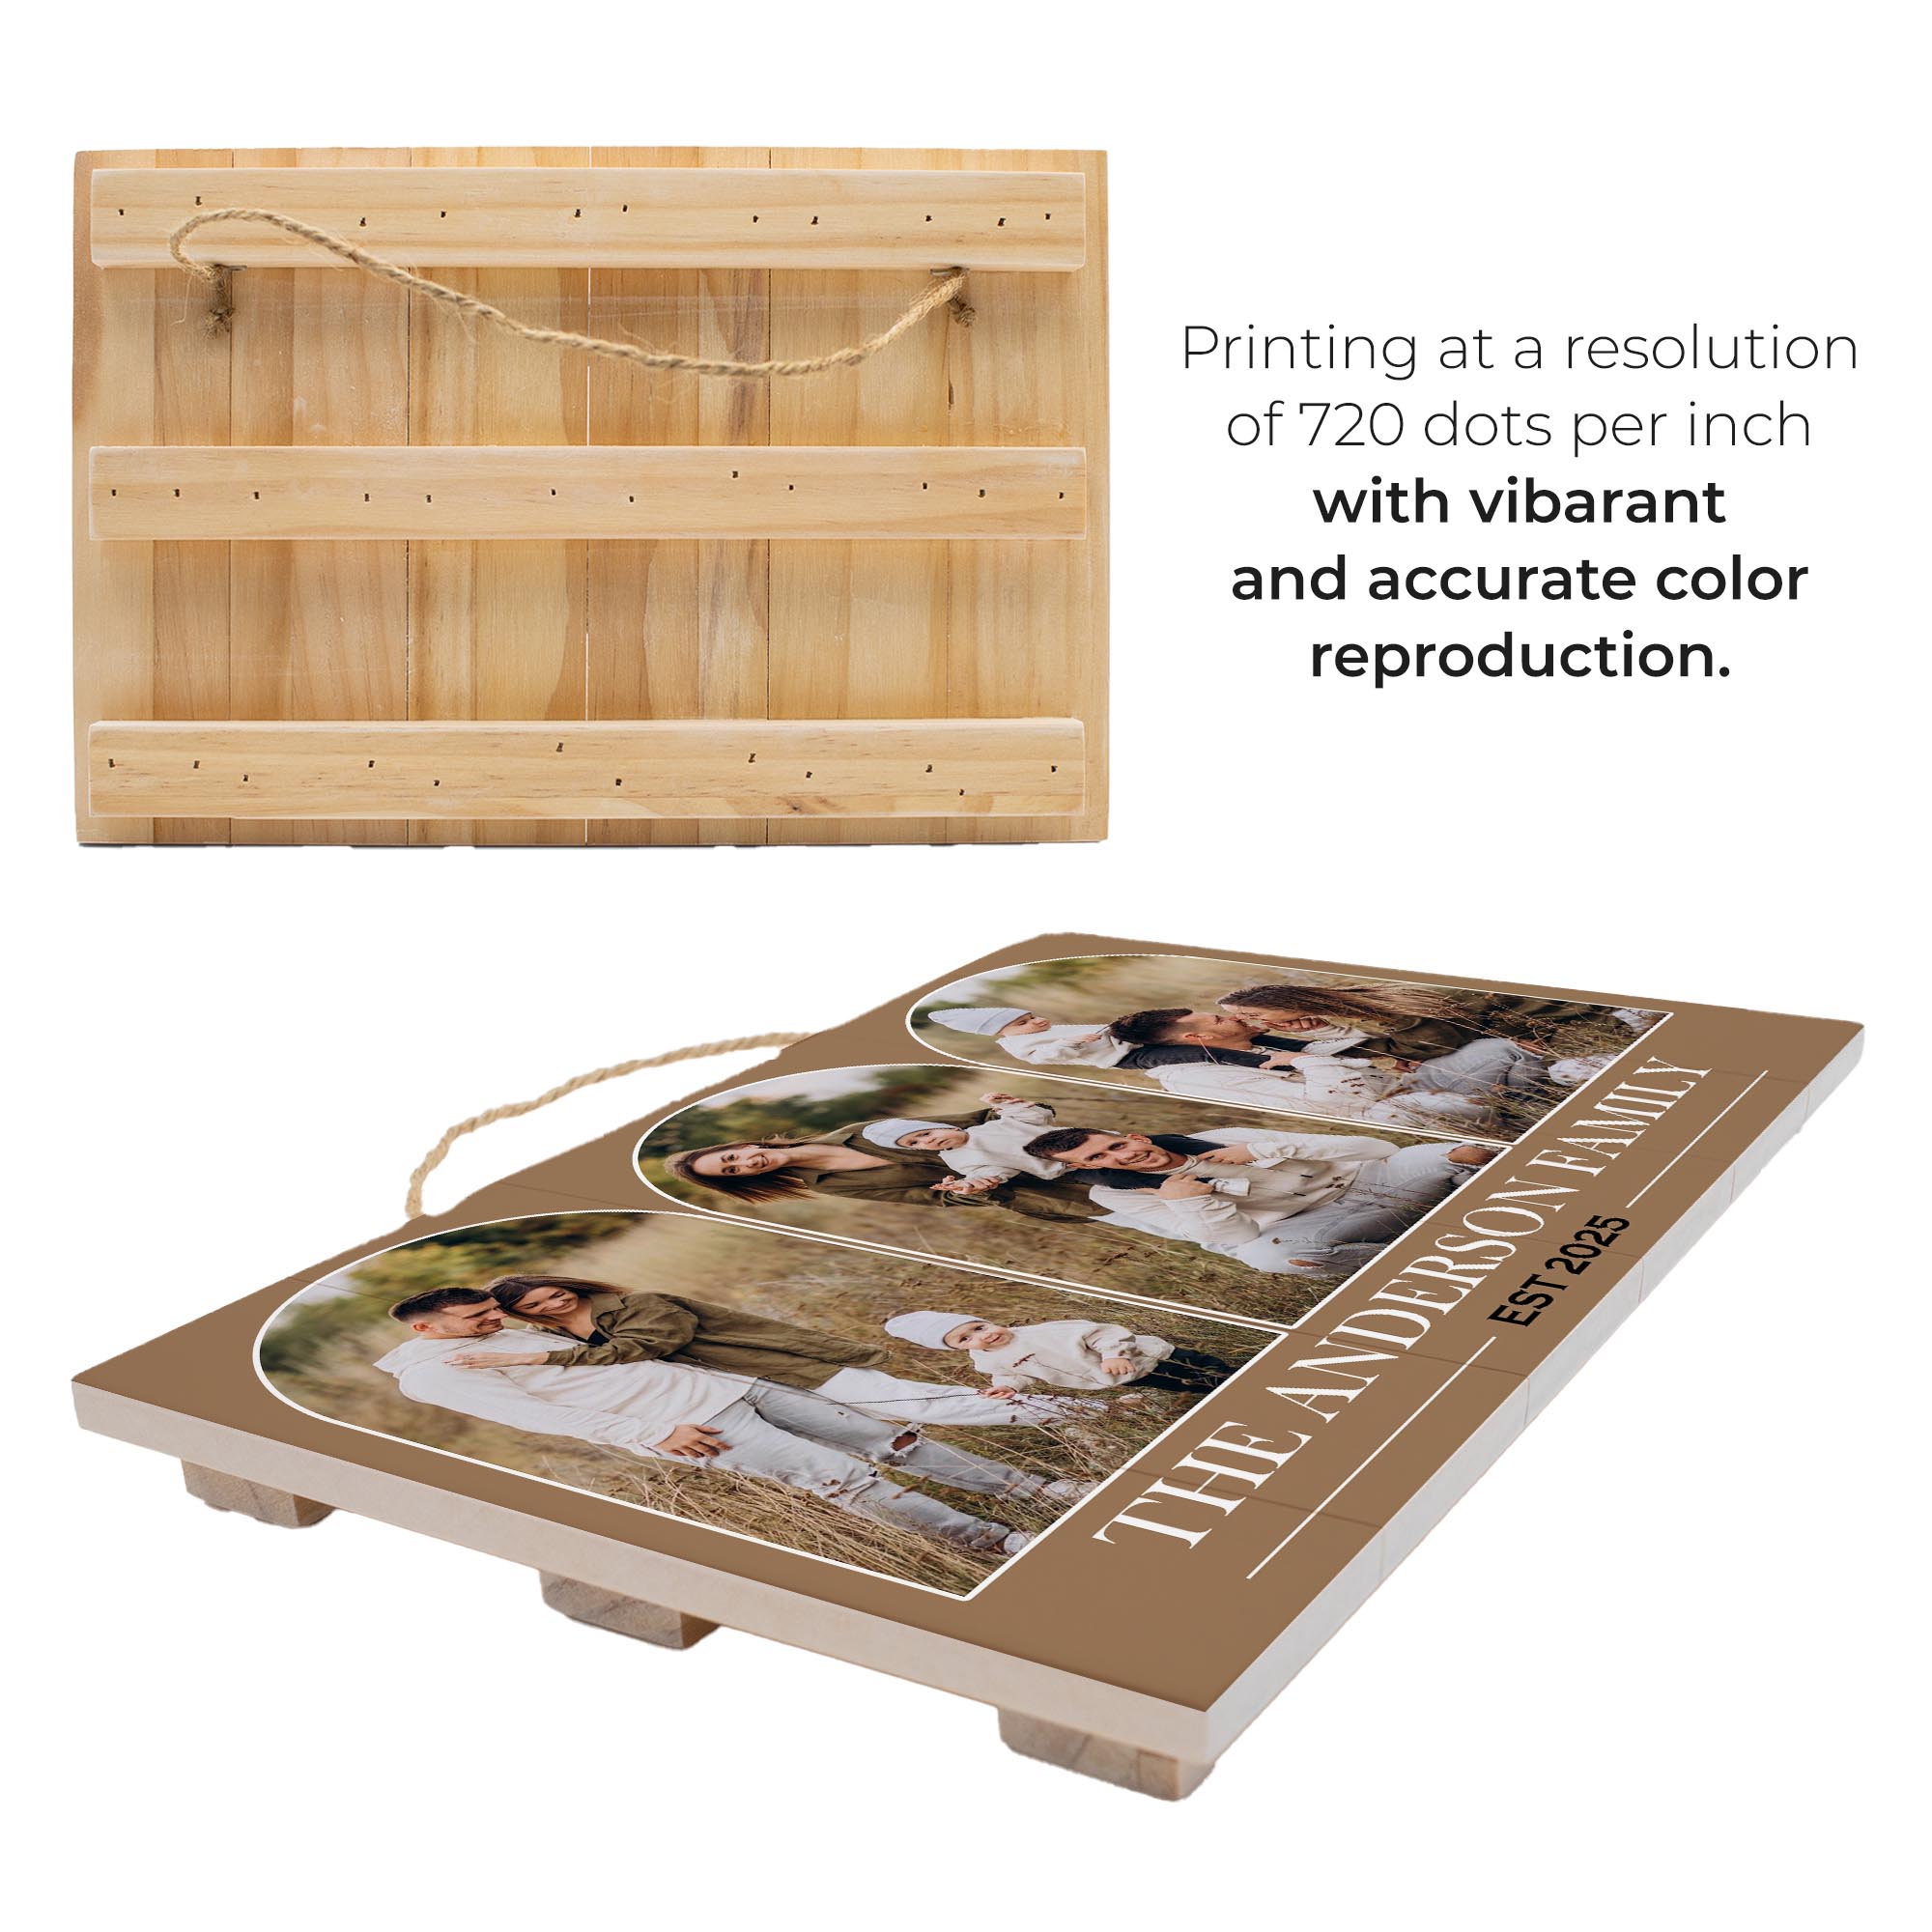 Printing at a resolution
of 720 dots per inch
with vibarant
and accurate color
reproduction.
THE ANDERSON FAMILY
EST 2025